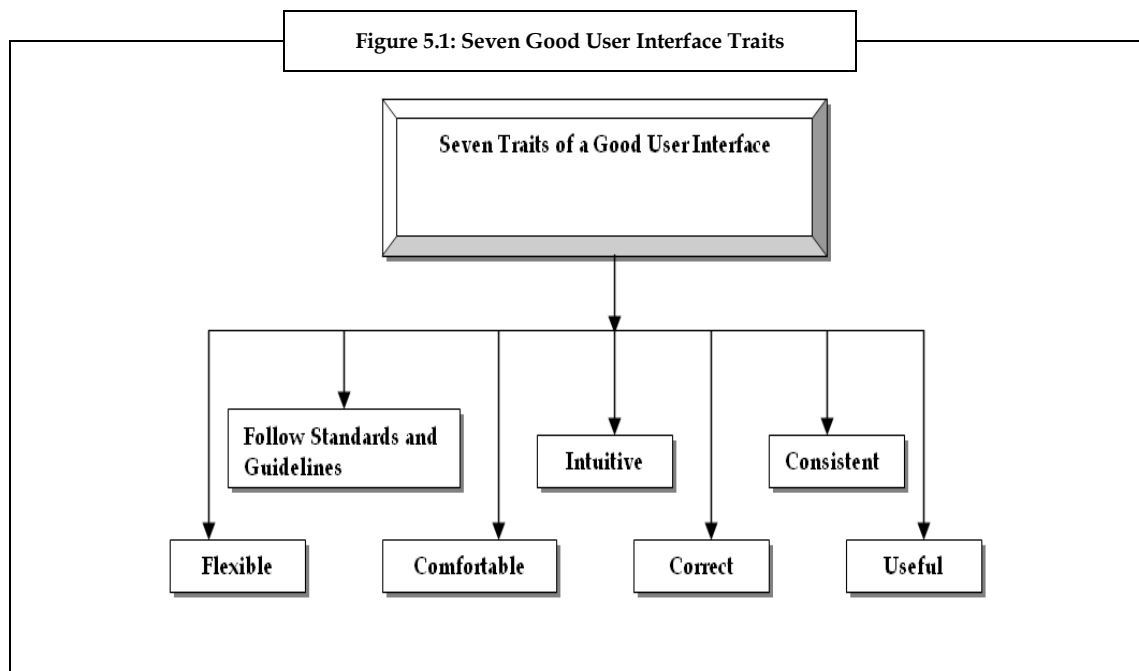 Figure 5.1: Seven Good User Interface Traits
Seven Traits of a Good User Interface
Follow Standards and
Guidelines
Intuitive
Consistent
Flexible
Comfortable
Correct
Useful